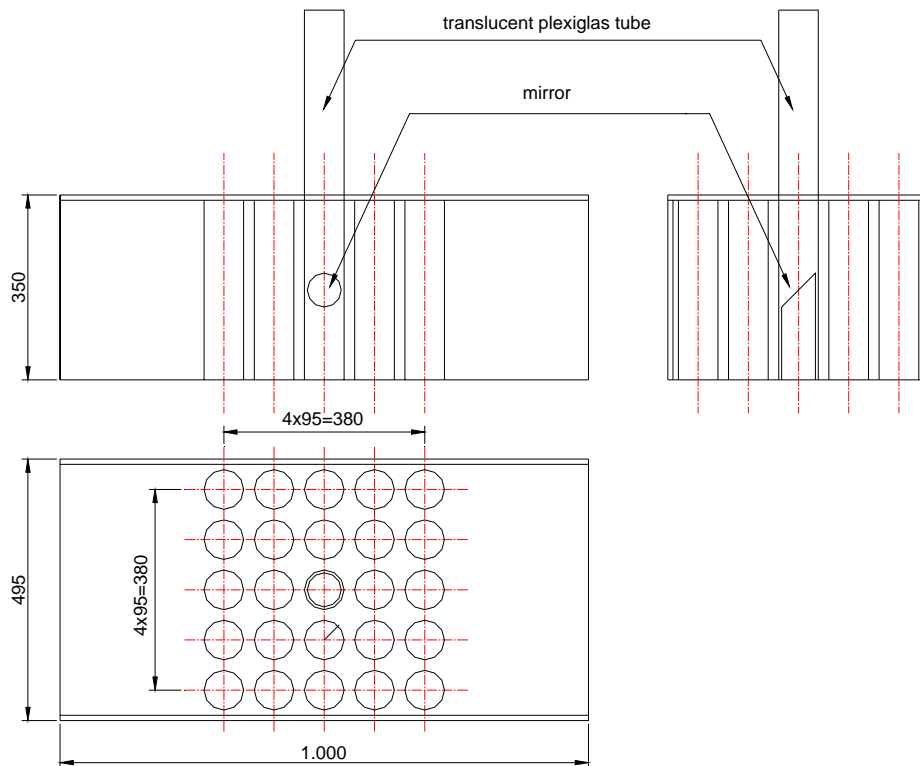 translucent plexiglas tube
mirror
350
4x95=380
4x95=380
495
1.000